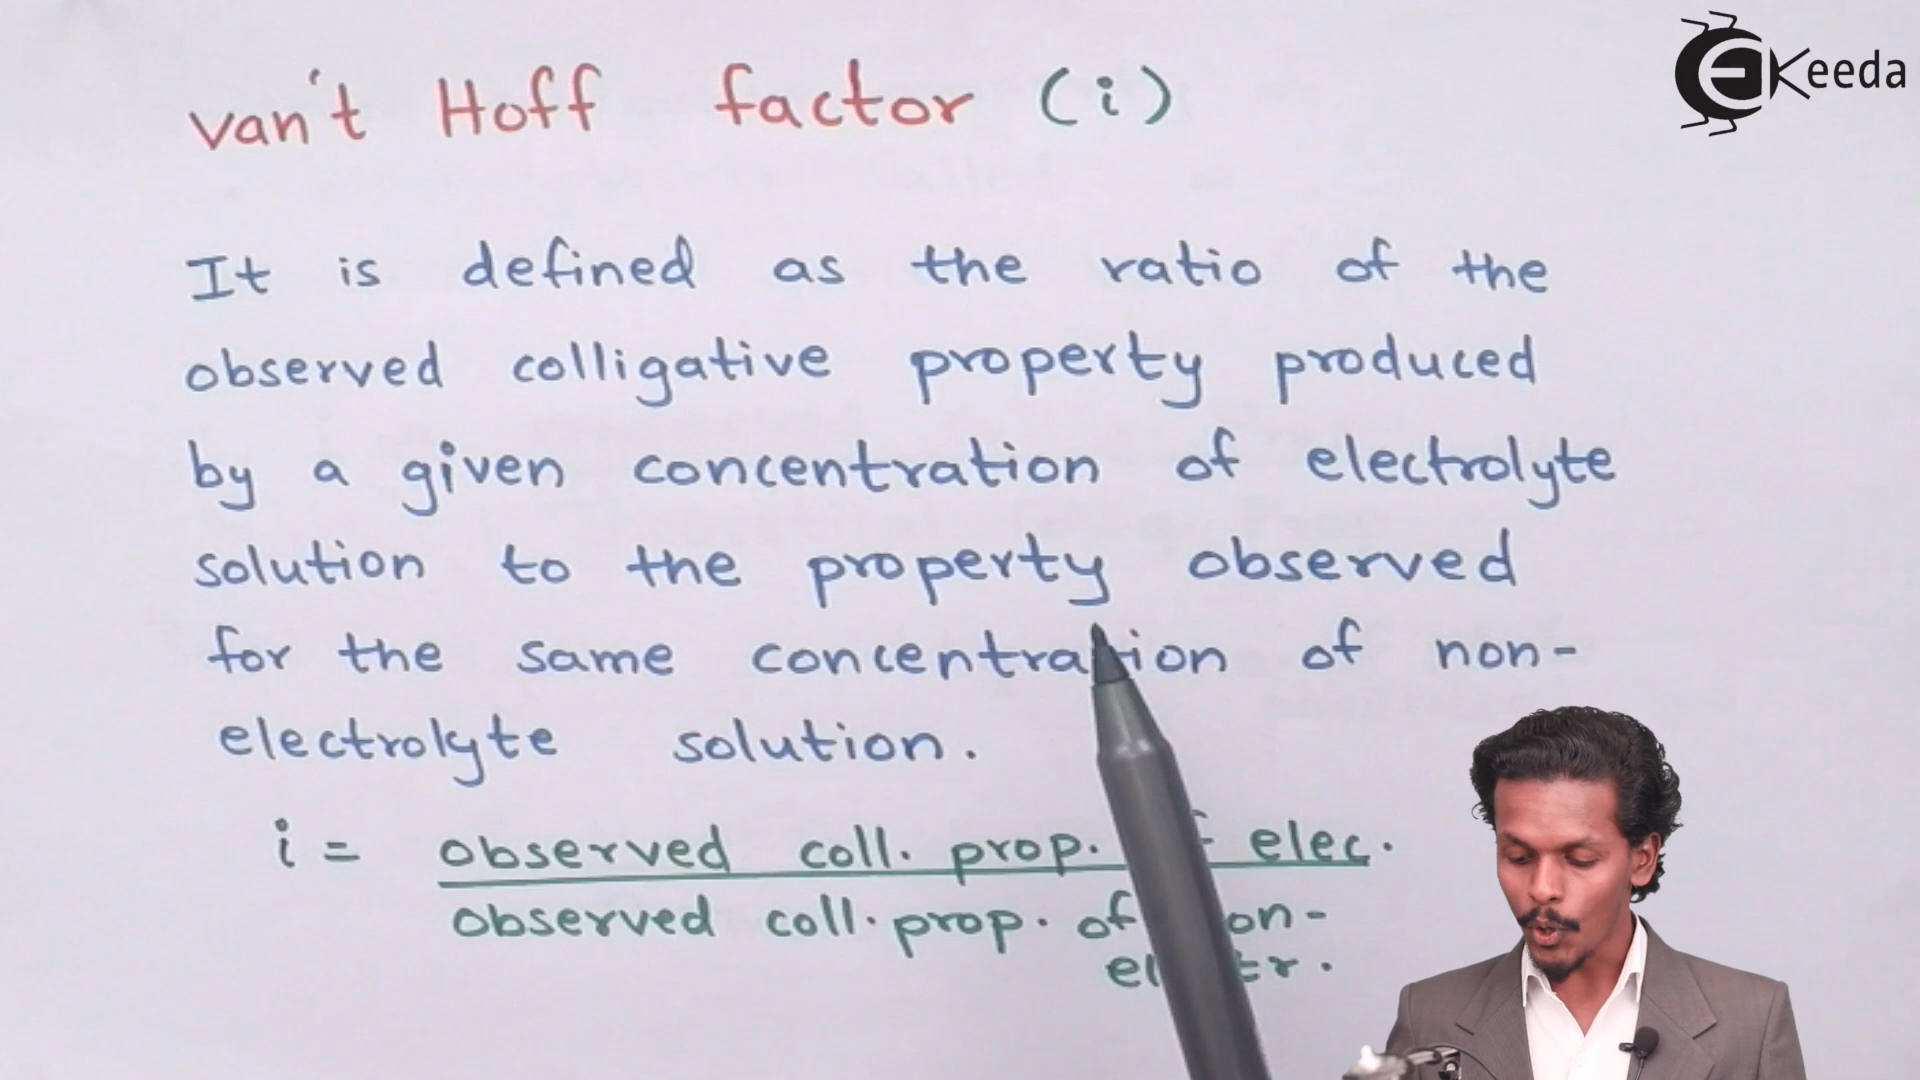 van't Hoff factor (i)
EKeeda
It is defined as the ratio of the
observed colligative property produced
by a given concentration of electrolyte
solution to the property observed
for the same concentration of non-
electrolyte solution.
i = observed coll. prop. elec.
observed coll. prop. of